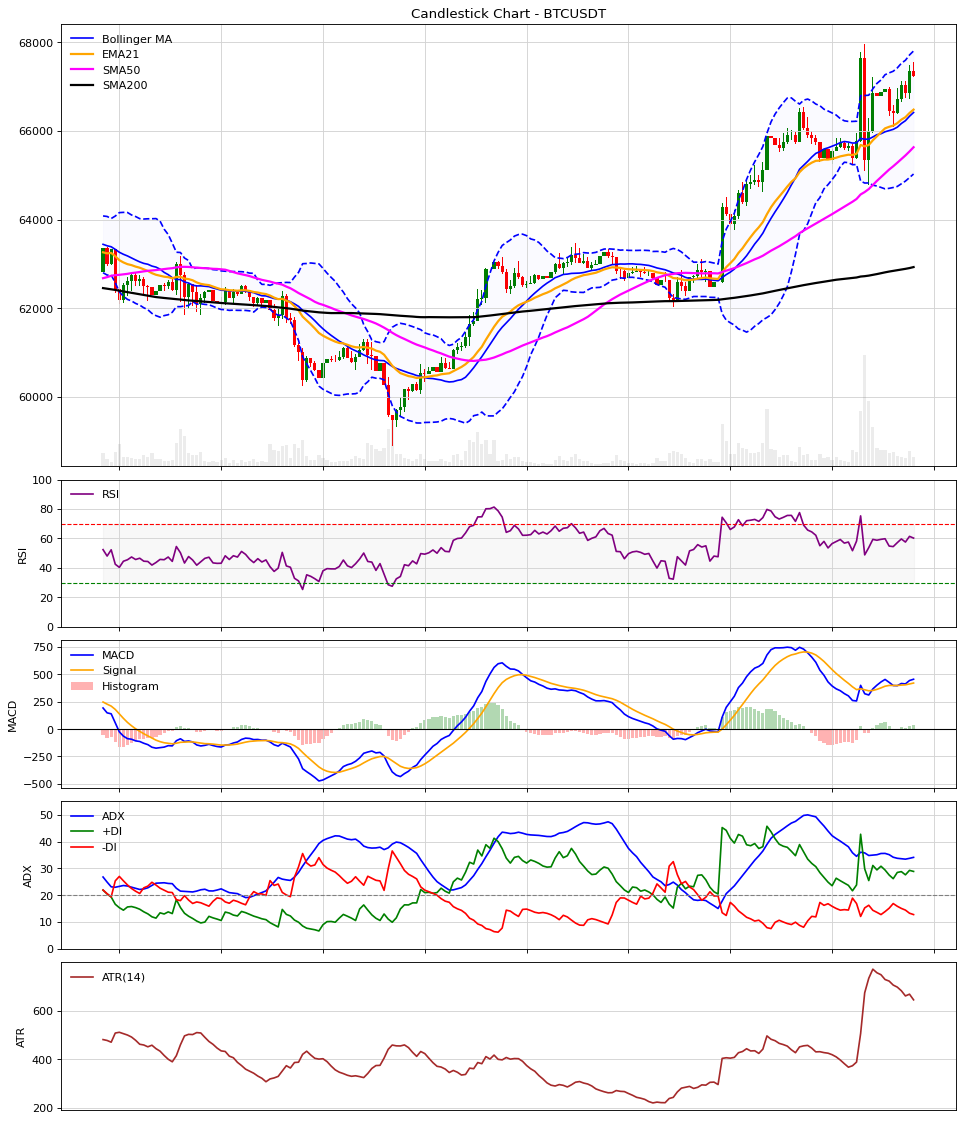 Candlestick Chart - BTCUSDT
68000
66000
64000
62000
60000
Bollinger MA
EMA21
SMA50
SMA200
100
80
60
40
20
0
RSI
RSI
750
500
250
0
−250
−500
MACD
MACD
Signal
Histogram
50
40
30
20
10
0
ADX
ADX
+DI
-DI
600
400
200
ATR
ATR(14)